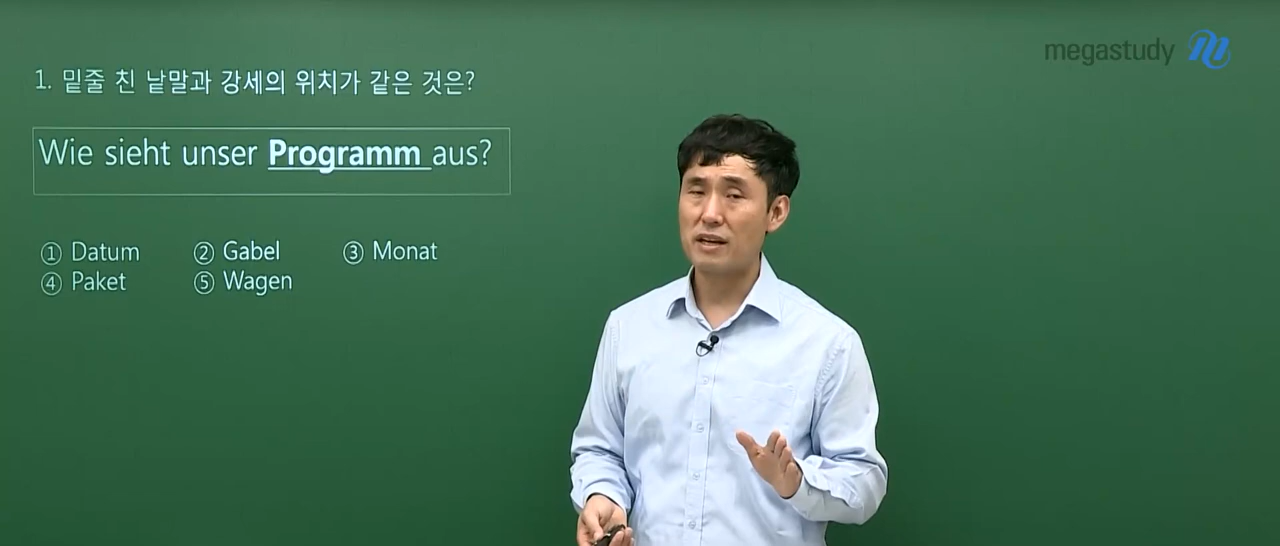 megastudy
1. 밑줄 친 낱말과 강세의 위치가 같은 것은?
Wie sieht unser Programm aus?
① Datum ② Gabel ③ Monat
④ Paket ⑤ Wagen